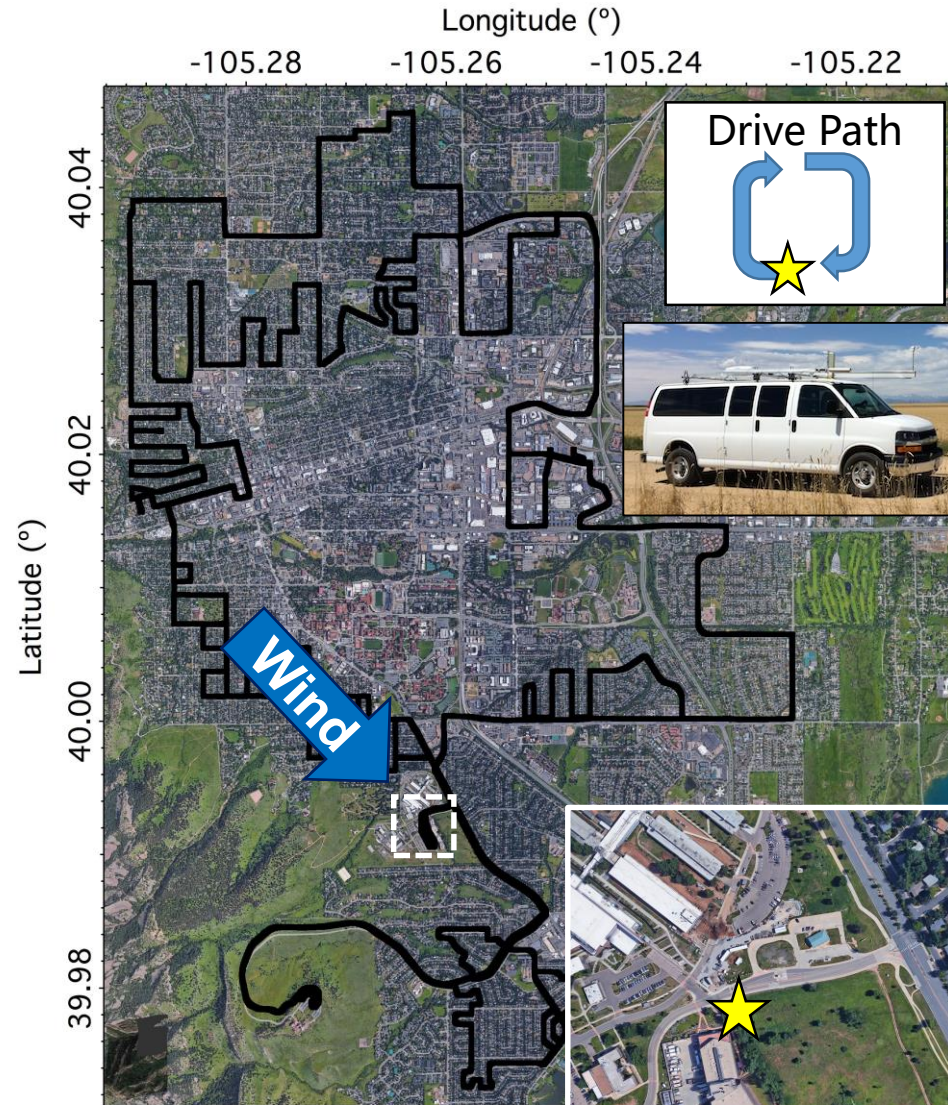 Longitude (º)
-105.28
-105.26
-105.24
-105.22
Drive Path
40.04
40.02
Latitude (º)
Wind
40.00
39.98